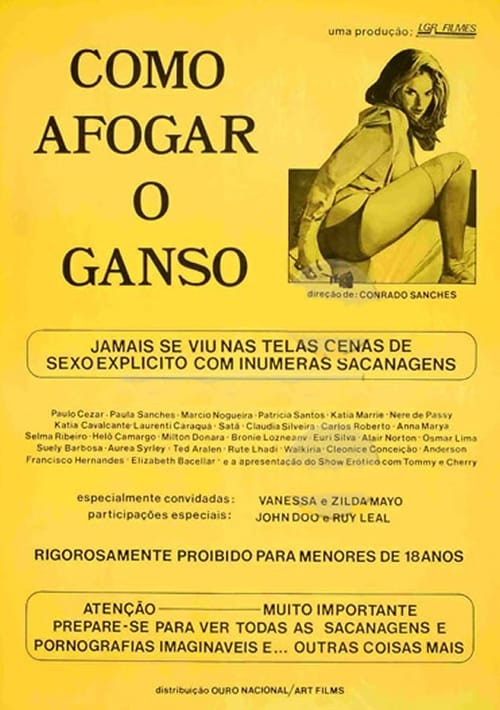 uma produção: LGR FILMES
COMO
AFOGAR
O
GANSO
direção de: CONRADO SANCHES
JAMAIS SE VIU NAS TELAS CENAS DE
SEXO EXPLICITO COM INUMERAS SACANAGENS
Paulo Cezar · Paula Sanches · Marcio Nogueira · Patricia Santos · Katia Marrie · Nere de Passy
Katia Cavalcante · Laurenti Caraquá · Satã · Claudia Silveira · Carlos Roberto · Anna Marya
Selma Ribeiro · Helô Camargo · Milton Donara · Bronie Lozneanv · Euri Silva · Alair Norton · Osmar Lima
Suely Barbosa · Aurea Syrley · Ted Aralen · Rute Lhadi · Walkiria · Cleonice Conceição · Anderson
Francisco Hernandes · Elizabeth Bacellar · e a apresentação do Show Erótico com Tommy e Cherry
especialmente convidadas: VANESSA e ZILDA MAYO
participações especiais: JOHN DOO e RUY LEAL
RIGOROSAMENTE PROIBIDO PARA MENORES DE 18 ANOS
ATENÇÃO ——— MUITO IMPORTANTE
PREPARE-SE PARA VER TODAS AS SACANAGENS E
PORNOGRAFIAS IMAGINAVEIS E... OUTRAS COISAS MAIS
distribuição OURO NACIONAL/ART FILMS